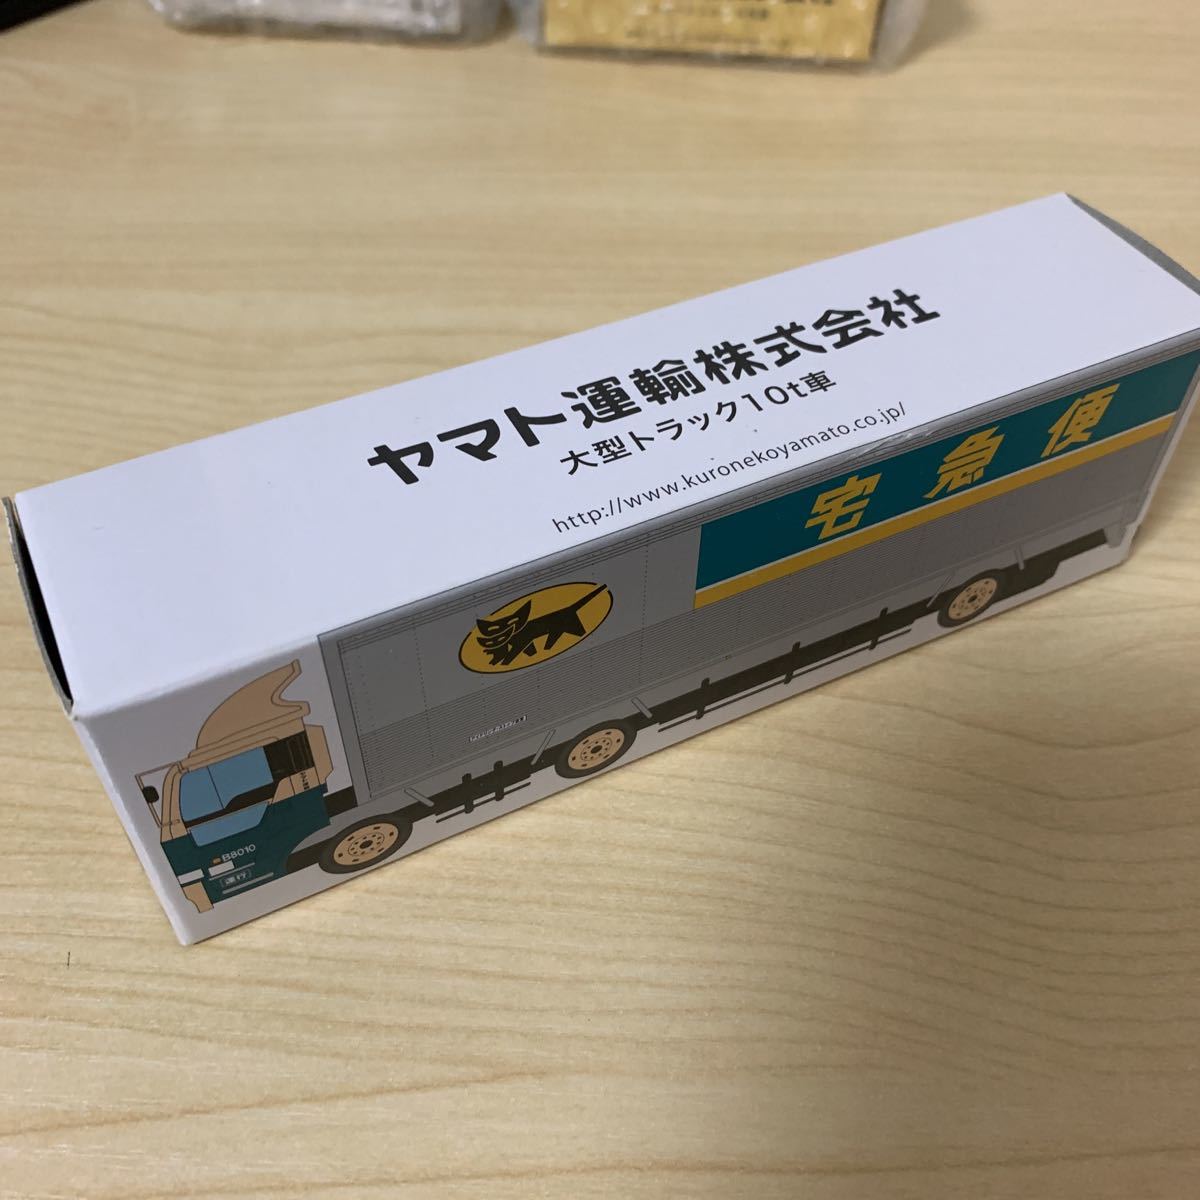 ヤマト運輸株式会社
大型トラック10t車
http://www.kuronekoyamato.co.jp/
宅急便
B8010
運行